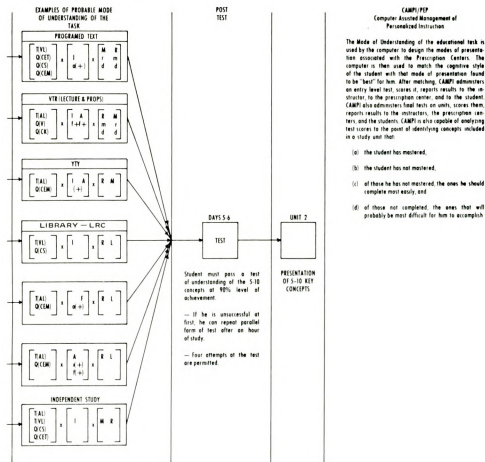 EXAMPLES OF PROBABLE MODE
OF UNDERSTANDING OF THE
TASK
PROGRAMED TEXT
T(VL)
Q(CET)
Q(CS)
Q(CEM)
x
I
a(+)
x
M R
r m
d d
VTR (LECTURE & PROPS)
T(AL)
Q(V)
Q(CK)
x
I A
f+f+
x
R M
m r
d d
YTY
T(AL)
Q(CEM)
x
I A
(+)
x
R M
LIBRARY — LRC
T(VL)
Q(CS)
x
I
x
R L
T(AL)
Q(CEM)
x
F
a(+)
x
R L
T(AL)
Q(CEM)
x
A
f(+)
x
R L
INDEPENDENT STUDY
T(AL)
T(VL)
Q(CS)
Q(CET)
x
I
x
M R
POST
TEST
DAYS 5-6
TEST
Student must pass a test
of understanding of the 5-10
concepts at 90% level of
achievement.
— If he is unsuccessful at
first, he can repeat parallel
form of test after an hour
of study.
— Four attempts at the test
are permitted.
UNIT 2
PRESENTATION
OF 5-10 KEY
CONCEPTS
CAMPI/PEP
Computer Assisted Management of
Personalized Instruction
The Mode of Understanding of the educational task is
used by the computer to design the modes of presenta-
tion associated with the Prescription Centers. The
computer is then used to match the cognitive style
of the student with that mode of presentation found
to be "best" for him. After matching, CAMPI administers
an entry level test, scores it, reports results to the in-
structor, to the prescription center, and to the student.
CAMPI also administers final tests on units, scores them,
reports results to the instructors, the prescription cen-
ters, and the students. CAMPI is also capable of analyzing
test scores to the point of identifying concepts included
in a study unit that:
(a) the student has mastered,
(b) the student has not mastered,
(c) of those he has not mastered, the ones he should
complete most easily, and
(d) of those not completed, the ones that will
probably be most difficult for him to accomplish